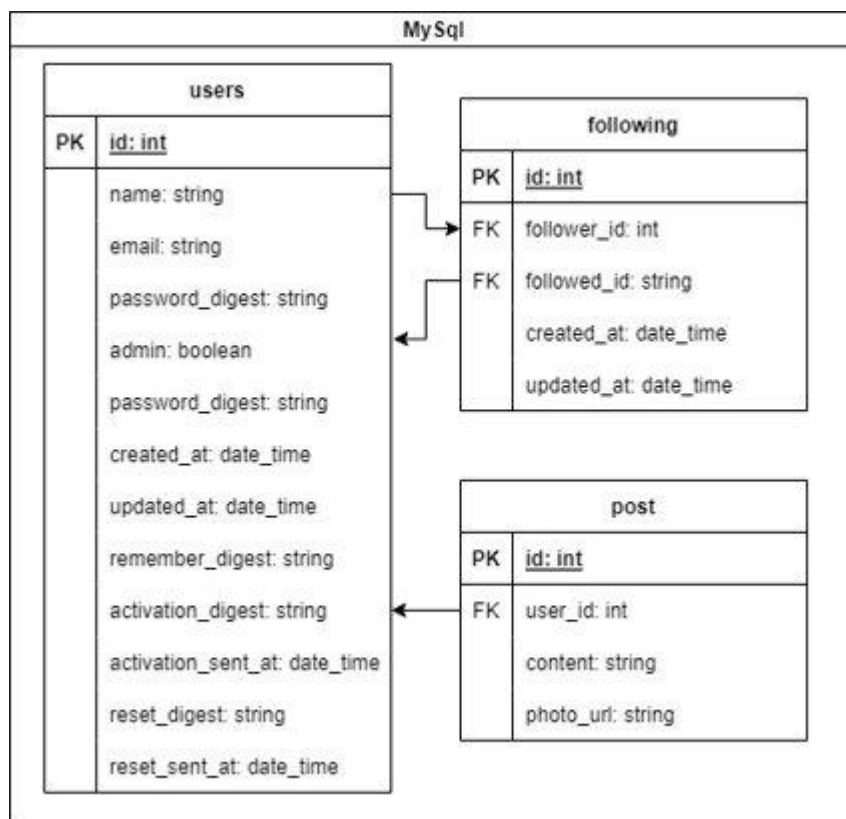 MySql
users
PK id: int
name: string
email: string
password_digest: string
admin: boolean
password_digest: string
created_at: date_time
updated_at: date_time
remember_digest: string
activation_digest: string
activation_sent_at: date_time
reset_digest: string
reset_sent_at: date_time
following
PK id: int
FK follower_id: int
FK followed_id: string
created_at: date_time
updated_at: date_time
post
PK id: int
FK user_id: int
content: string
photo_url: string